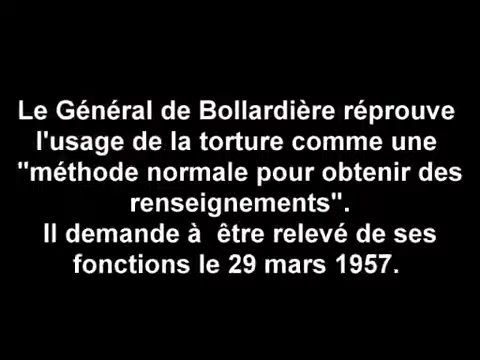 Le Général de Bollardière réprouve
l'usage de la torture comme une
"méthode normale pour obtenir des
renseignements".
Il demande à  être relevé de ses
fonctions le 29 mars 1957.